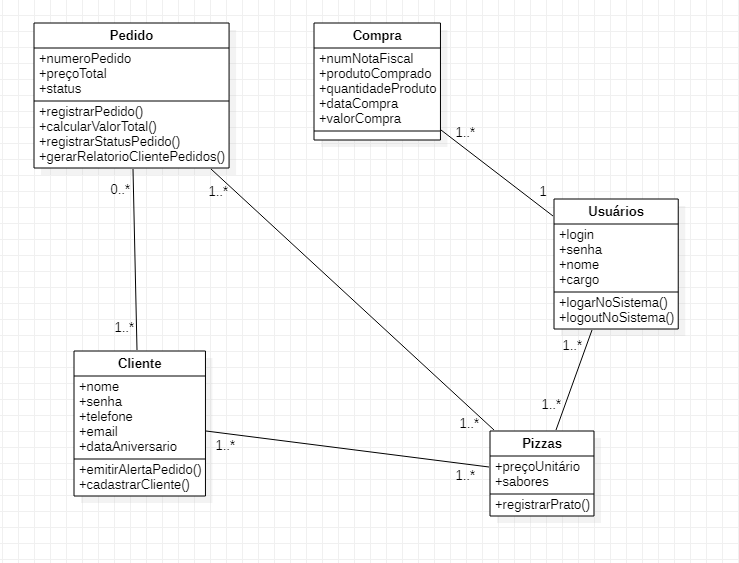 Pedido
+numeroPedido
+preçoTotal
+status
+registrarPedido()
+calcularValorTotal()
+registrarStatusPedido()
+gerarRelatorioClientePedidos()
Compra
+numNotaFiscal
+produtoComprado
+quantidadeProduto
+dataCompra
+valorCompra
1..*
1
0..*
1..*
Usuários
+login
+senha
+nome
+cargo
+logarNoSistema()
+logoutNoSistema()
1..*
1..*
Cliente
+nome
+senha
+telefone
+email
+dataAniversario
+emitirAlertaPedido()
+cadastrarCliente()
1..*
1..*
1..*
1..*
Pizzas
+preçoUnitário
+sabores
+registrarPrato()